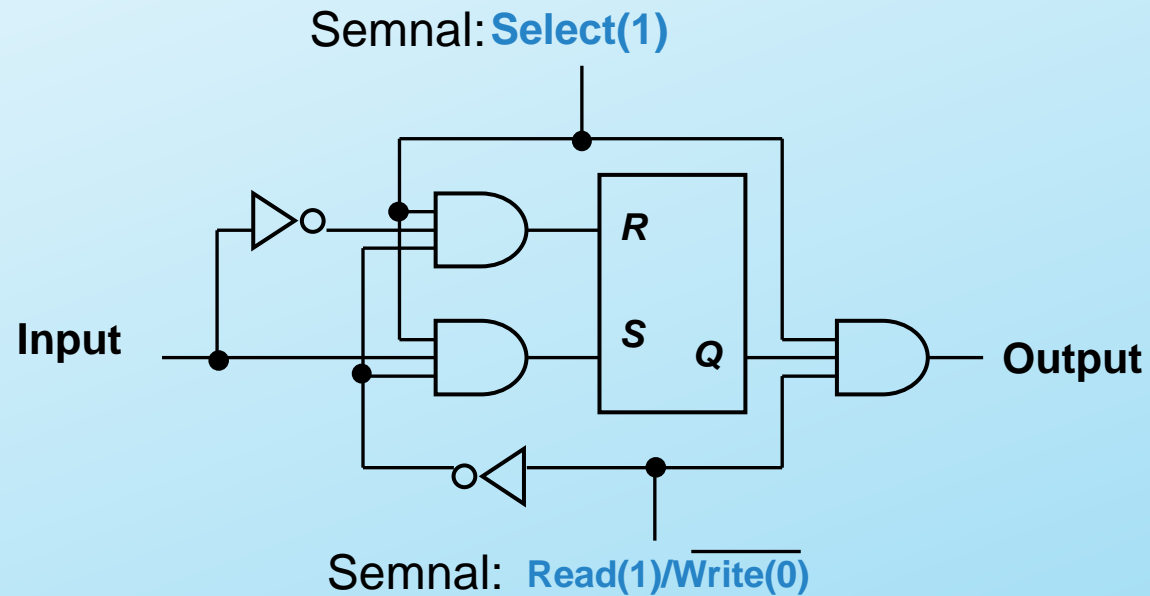 Semnal: Select(1)
R
Input
S
Q
Output
Semnal: Read(1)/Write(0)